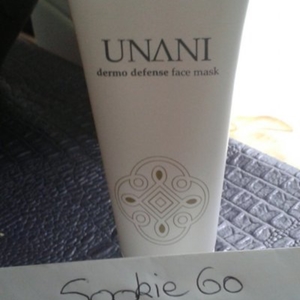 UNANI
dermo defense face mask
Sookie 60